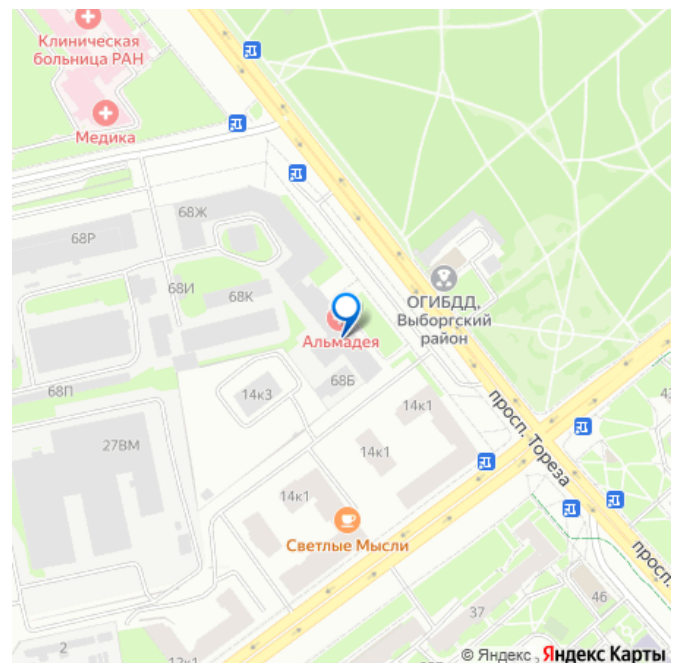 Клиническая
больница РАН
Медика
68Ж
68Р
68И
68К
ОГИБДД,
Выборгский
район
Альмадея
68Б
68П
14к3
14к1
просп. Тореза
27ВМ
14к1
14к1
Светлые Мысли
просп.
46
37
2
© Яндекс Яндекс Карты